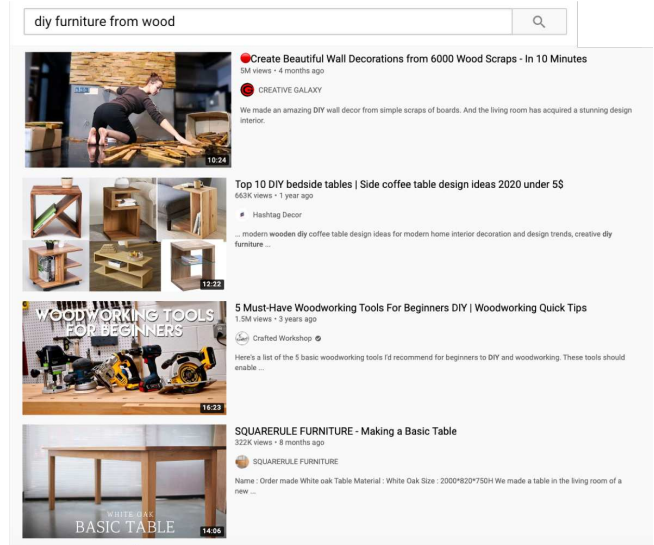 diy furniture from wood
🔴Create Beautiful Wall Decorations from 6000 Wood Scraps - In 10 Minutes
5M views • 4 months ago
CREATIVE GALAXY
We made an amazing DIY wall decor from simple scraps of boards. And the living room has acquired a stunning design
interior.
10:24
Top 10 DIY bedside tables | Side coffee table design ideas 2020 under 5$
663K views • 1 year ago
# Hashtag Decor
... modern wooden diy coffee table design ideas for modern home interior decoration and design trends, creative diy
furniture ...
12:22
WOODWORKING TOOLS
FOR BEGINNERS
16:23
5 Must-Have Woodworking Tools For Beginners DIY | Woodworking Quick Tips
1.5M views • 3 years ago
Crafted Workshop
Here's a list of the 5 basic woodworking tools I'd recommend for beginners to DIY and woodworking. These tools should
enable ...
WHITE OAK
BASIC TABLE
14:06
SQUARERULE FURNITURE - Making a Basic Table
322K views • 8 months ago
SQUARERULE FURNITURE
Name : Order made White oak Table Material : White Oak Size : 2000*820*750H We made a table in the living room of a
new ...